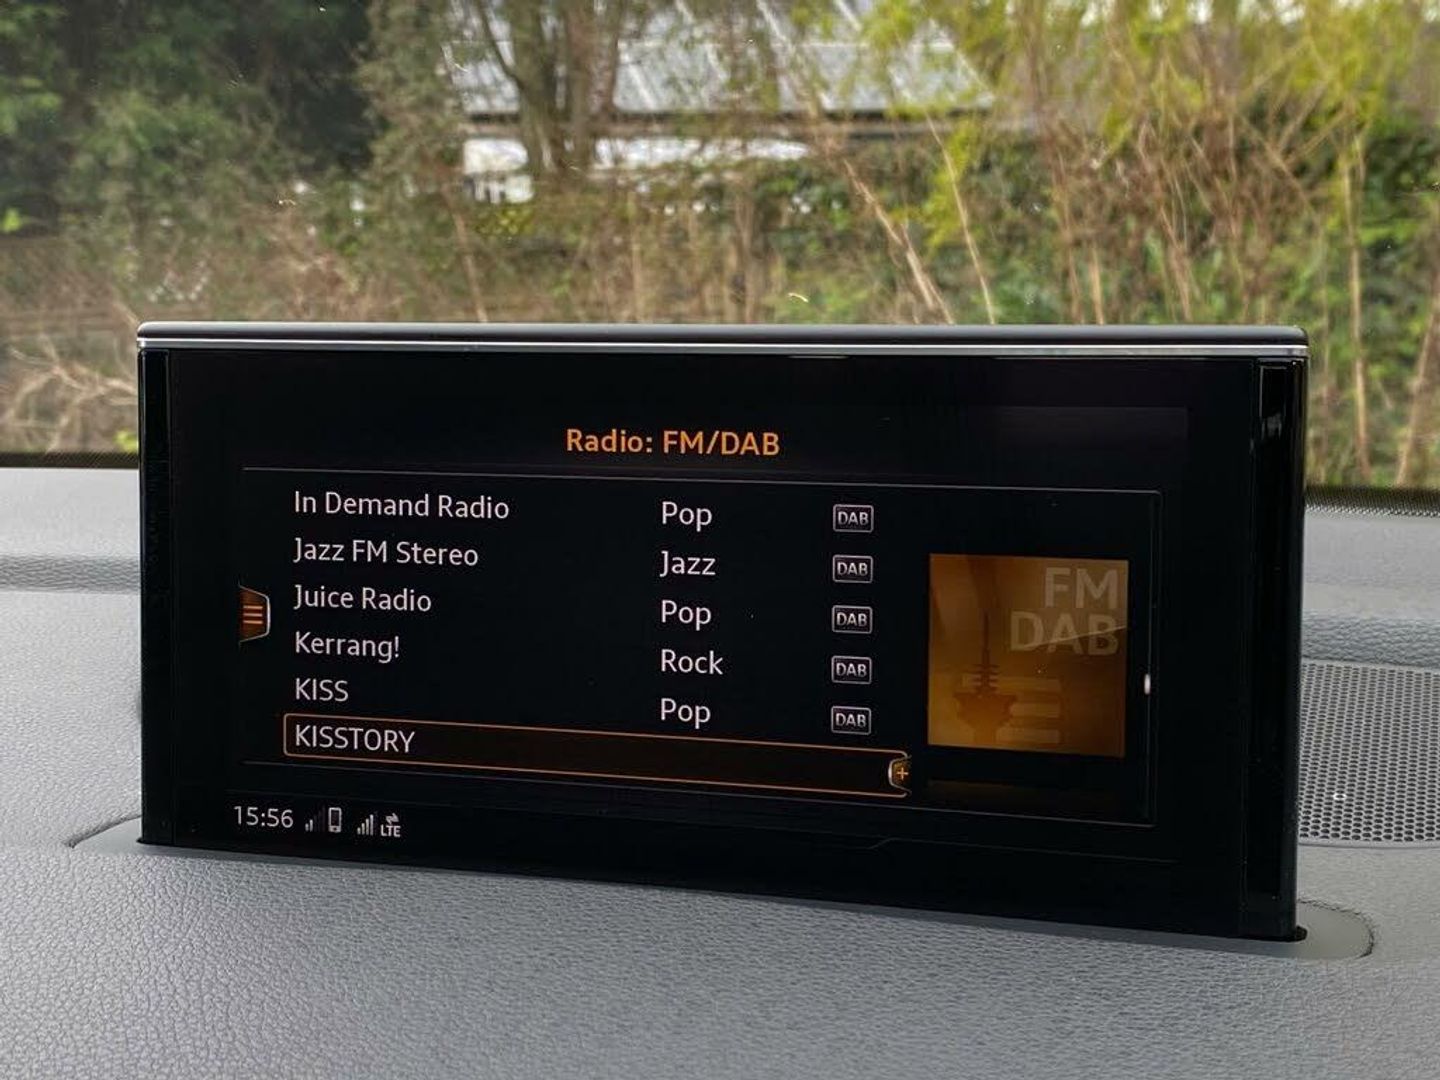 Radio: FM/DAB
In Demand Radio Pop DAB
Jazz FM Stereo Jazz DAB
Juice Radio Pop DAB
Kerrang! Rock DAB
KISS Pop DAB
KISSTORY
FM
DAB
15:56 LTE